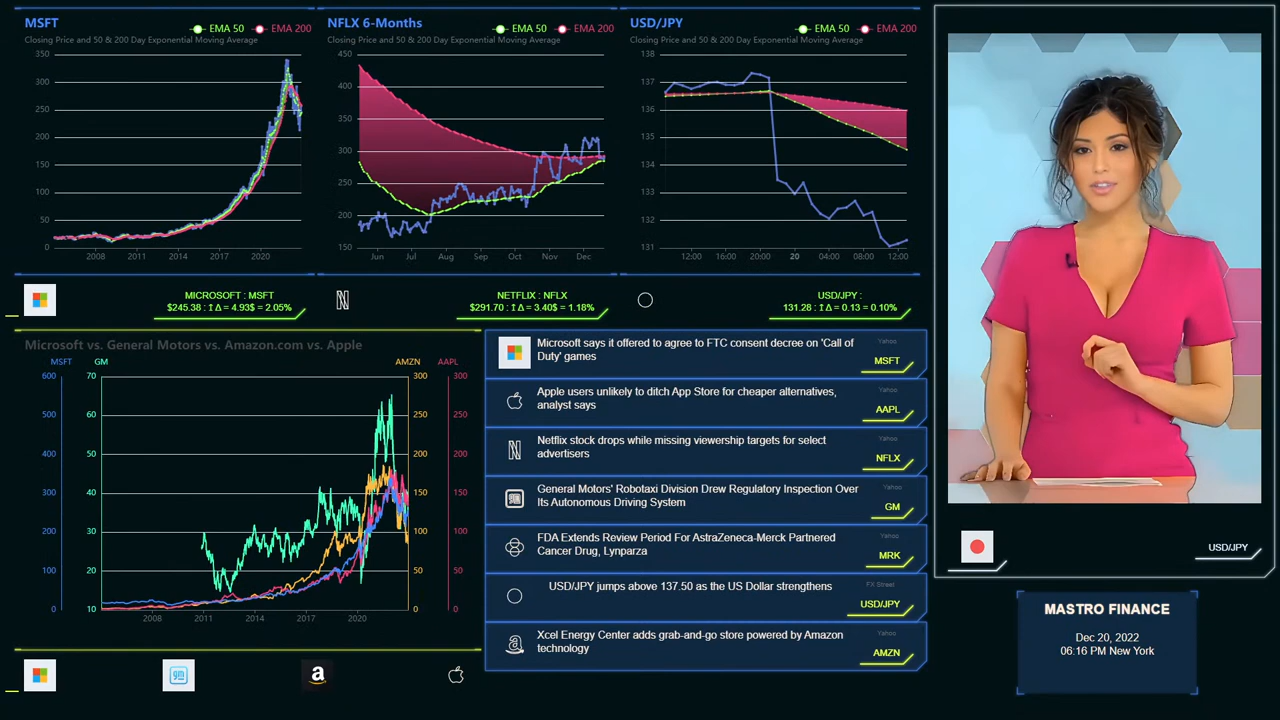 MSFT
EMA 50 EMA 200
Closing Price and 50 & 200 Day Exponential Moving Average
350
300
250
200
150
100
50
0
2008 2011 2014 2017 2020
NFLX 6-Months
EMA 50 EMA 200
Closing Price and 50 & 200 Day Exponential Moving Average
450
400
350
300
250
200
150
Jun Jul Aug Sep Oct Nov Dec
USD/JPY
EMA 50 EMA 200
Closing Price and 50 & 200 Day Exponential Moving Average
138
137
136
135
134
133
132
131
12:00 16:00 20:00 20 04:00 08:00 12:00
MICROSOFT : MSFT
$245.38 : ↥ Δ = 4.93$ = 2.05%
NETFLIX : NFLX
$291.70 : ↥ Δ = 3.40$ = 1.18%
USD/JPY :
131.28 : ↥ Δ = 0.13 = 0.10%
Microsoft vs. General Motors vs. Amazon.com vs. Apple
MSFT GM AMZN AAPL
600 70 300 300
500 60 250 250
400 50 200 200
300 40 150 150
200 30 100 100
100 20 50 50
0 10 0 0
2008 2011 2014 2017 2020
gm
a
Microsoft says it offered to agree to FTC consent decree on 'Call of
Duty' games
Yahoo
MSFT
Apple users unlikely to ditch App Store for cheaper alternatives,
analyst says
Yahoo
AAPL
Netflix stock drops while missing viewership targets for select
advertisers
Yahoo
NFLX
General Motors' Robotaxi Division Drew Regulatory Inspection Over
Its Autonomous Driving System
Yahoo
GM
FDA Extends Review Period For AstraZeneca-Merck Partnered
Cancer Drug, Lynparza
Yahoo
MRK
USD/JPY jumps above 137.50 as the US Dollar strengthens
FX Street
USD/JPY
Xcel Energy Center adds grab-and-go store powered by Amazon
technology
Yahoo
AMZN
USD/JPY
MASTRO FINANCE
Dec 20, 2022
06:16 PM New York